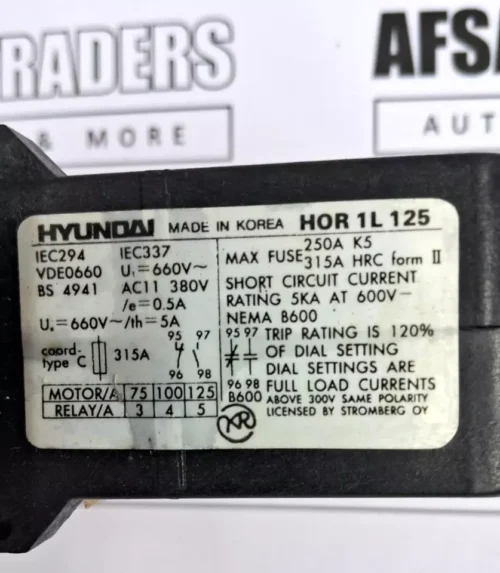 RADERS
& MORE
AFSA
AUT
HYUNDAI MADE IN KOREA HOR 1L 125
IEC294 IEC337
VDE0660 U₁=660V~
BS 4941 AC11 380V
Ie=0.5A
Uₑ=660V~/th=5A
coord-
type C 315A
95 97
96 98
MOTOR/A 75 100 125
RELAY/A 3 4 5
MAX FUSE 250A K5
315A HRC form II
SHORT CIRCUIT CURRENT
RATING 5KA AT 600V~
NEMA B600
95 97 TRIP RATING IS 120%
OF DIAL SETTING
DIAL SETTINGS ARE
96 98 FULL LOAD CURRENTS
B600 ABOVE 300V SAME POLARITY
LICENSED BY STROMBERG OY